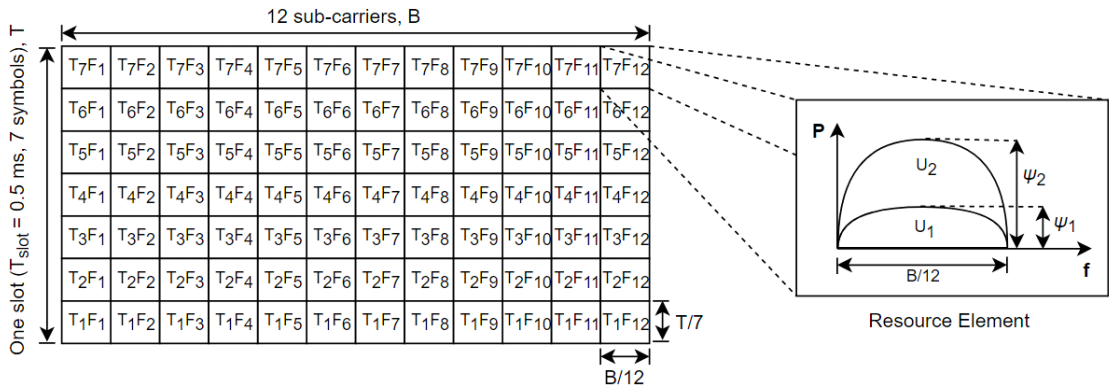 12 sub-carriers, B
One slot (T_slot = 0.5 ms, 7 symbols), T
T₇F₁ T₇F₂ T₇F₃ T₇F₄ T₇F₅ T₇F₆ T₇F₇ T₇F₈ T₇F₉ T₇F₁₀ T₇F₁₁ T₇F₁₂
T₆F₁ T₆F₂ T₆F₃ T₆F₄ T₆F₅ T₆F₆ T₆F₇ T₆F₈ T₆F₉ T₆F₁₀ T₆F₁₁ T₆F₁₂
T₅F₁ T₅F₂ T₅F₃ T₅F₄ T₅F₅ T₅F₆ T₅F₇ T₅F₈ T₅F₉ T₅F₁₀ T₅F₁₁ T₅F₁₂
T₄F₁ T₄F₂ T₄F₃ T₄F₄ T₄F₅ T₄F₆ T₄F₇ T₄F₈ T₄F₉ T₄F₁₀ T₄F₁₁ T₄F₁₂
T₃F₁ T₃F₂ T₃F₃ T₃F₄ T₃F₅ T₃F₆ T₃F₇ T₃F₈ T₃F₉ T₃F₁₀ T₃F₁₁ T₃F₁₂
T₂F₁ T₂F₂ T₂F₃ T₂F₄ T₂F₅ T₂F₆ T₂F₇ T₂F₈ T₂F₉ T₂F₁₀ T₂F₁₁ T₂F₁₂
T₁F₁ T₁F₂ T₁F₃ T₁F₄ T₁F₅ T₁F₆ T₁F₇ T₁F₈ T₁F₉ T₁F₁₀ T₁F₁₁ T₁F₁₂
T/7
B/12
P
U₂
ψ₂
U₁
ψ₁
B/12
f
Resource Element